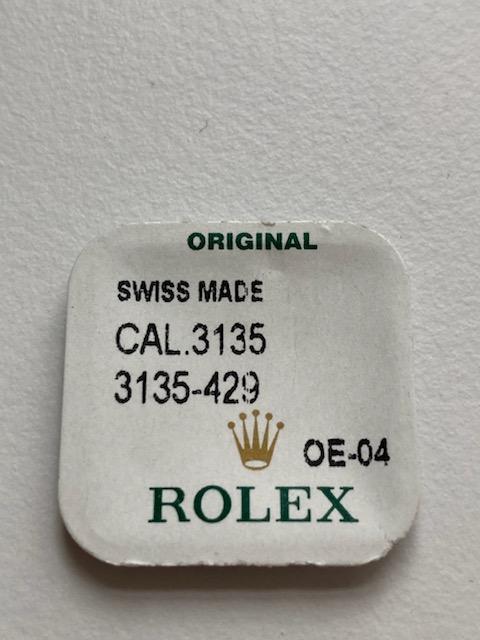 ORIGINAL
SWISS MADE
CAL.3135
3135-429
OE-04
ROLEX